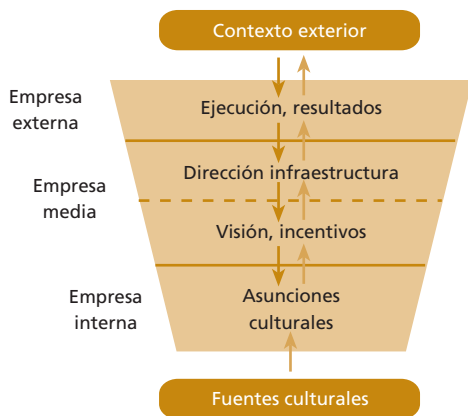 Contexto exterior
Empresa
externa
Ejecución, resultados
Dirección infraestructura
Empresa
media
Visión, incentivos
Empresa
interna
Asunciones
culturales
Fuentes culturales